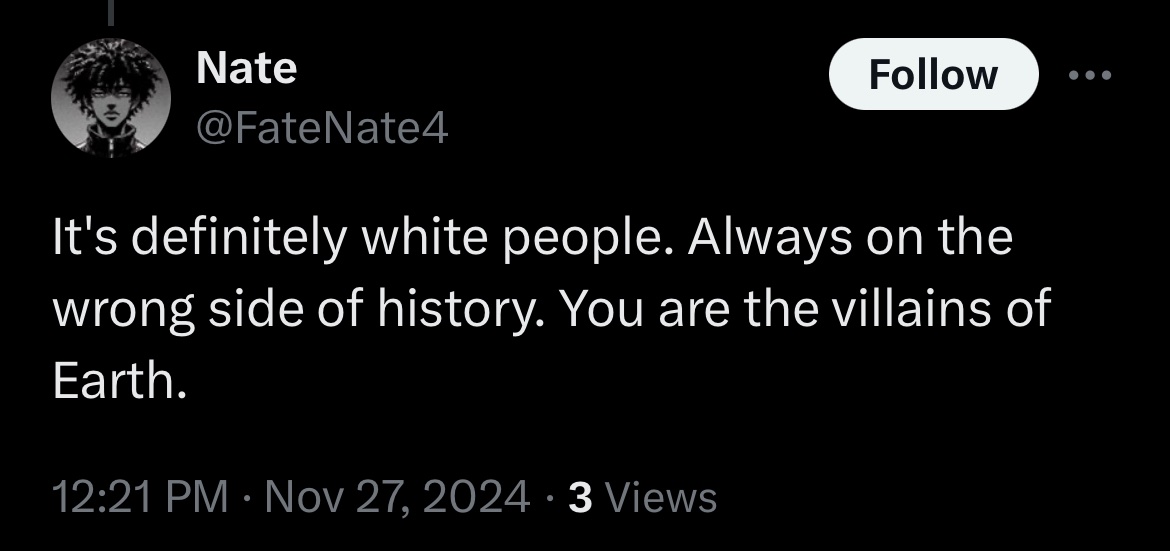 Nate
Follow
@FateNate4
It's definitely white people. Always on the
wrong side of history. You are the villains of
Earth.
12:21 PM · Nov 27, 2024 · 3 Views